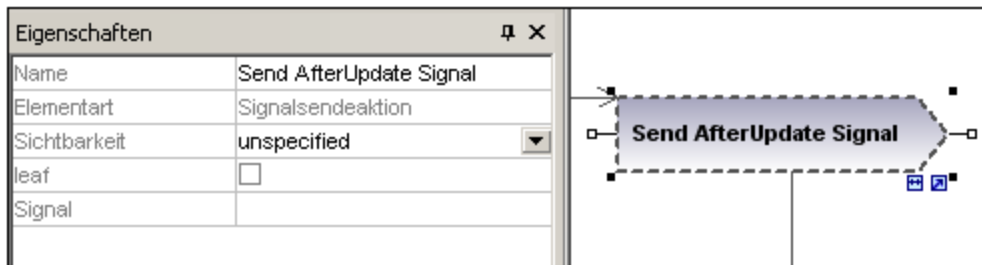 Eigenschaften
Name Send AfterUpdate Signal
Elementart Signalsendeaktion
Sichtbarkeit unspecified
leaf
Signal
Send AfterUpdate Signal